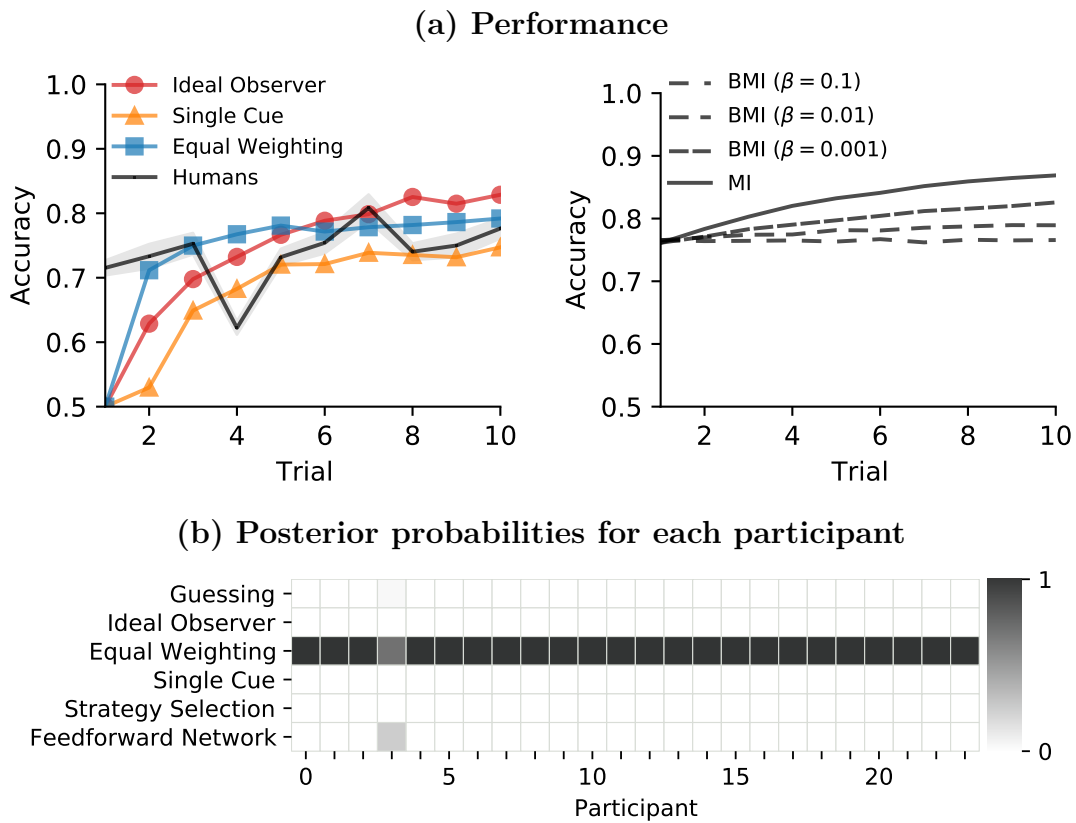 (a) Performance
1.0
0.9
0.8
0.7
0.6
0.5
Accuracy
Ideal Observer
Single Cue
Equal Weighting
Humans
2 4 6 8 10
Trial
1.0
0.9
0.8
0.7
0.6
0.5
Accuracy
BMI (β = 0.1)
BMI (β = 0.01)
BMI (β = 0.001)
MI
2 4 6 8 10
Trial
(b) Posterior probabilities for each participant
Guessing
Ideal Observer
Equal Weighting
Single Cue
Strategy Selection
Feedforward Network
0 5 10 15 20
Participant
1
0